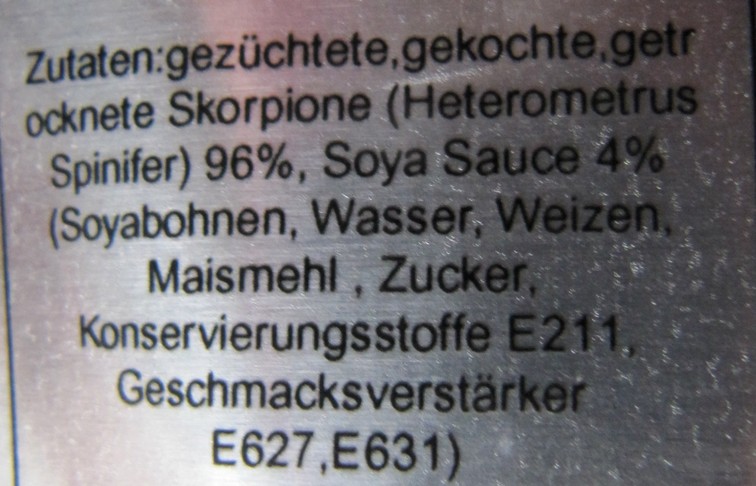 Zutaten:gezüchtete,gekochte,getr
ocknete Skorpione (Heterometrus
Spinifer) 96%, Soya Sauce 4%
(Soyabohnen, Wasser, Weizen,
Maismehl , Zucker,
Konservierungsstoffe E211,
Geschmacksverstärker
E627,E631)